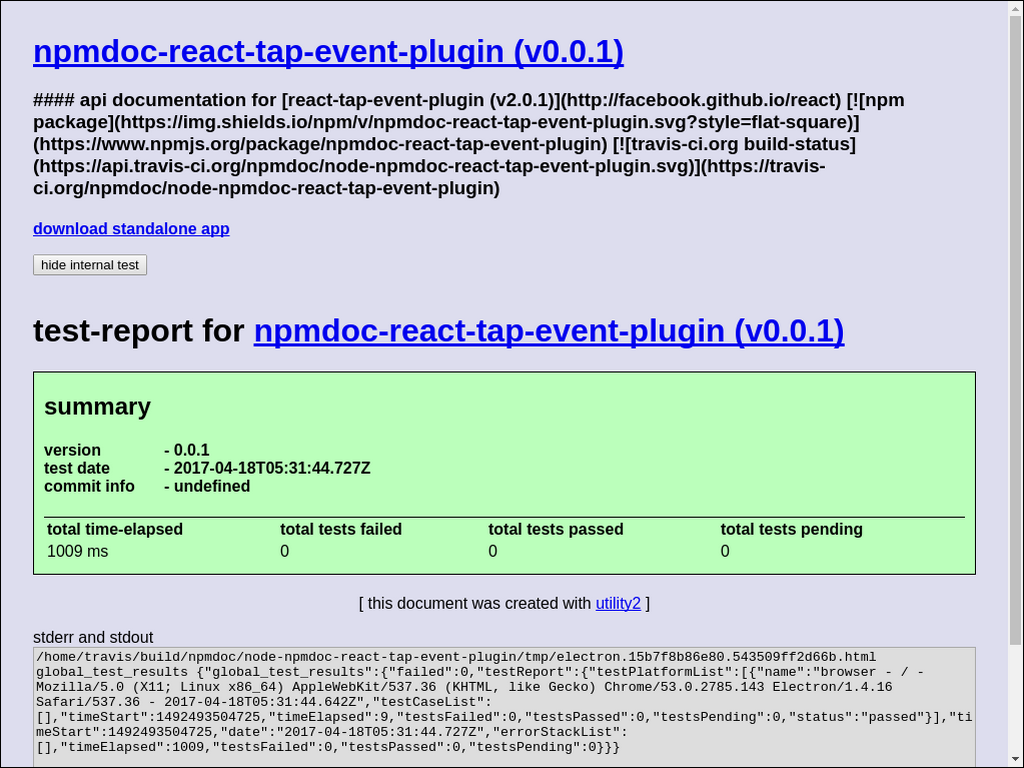 npmdoc-react-tap-event-plugin (v0.0.1)
#### api documentation for [react-tap-event-plugin (v2.0.1)](http://facebook.github.io/react) [![npm
package](https://img.shields.io/npm/v/npmdoc-react-tap-event-plugin.svg?style=flat-square)]
(https://www.npmjs.org/package/npmdoc-react-tap-event-plugin) [![travis-ci.org build-status]
(https://api.travis-ci.org/npmdoc/node-npmdoc-react-tap-event-plugin.svg)](https://travis-
ci.org/npmdoc/node-npmdoc-react-tap-event-plugin)
download standalone app
hide internal test
test-report for npmdoc-react-tap-event-plugin (v0.0.1)
summary
version - 0.0.1
test date - 2017-04-18T05:31:44.727Z
commit info - undefined
total time-elapsed total tests failed total tests passed total tests pending
1009 ms 0 0 0
[ this document was created with utility2 ]
stderr and stdout
/home/travis/build/npmdoc/node-npmdoc-react-tap-event-plugin/tmp/electron.15b7f8b86e80.543509ff2d66b.html
global_test_results {"global_test_results":{"failed":0,"testReport":{"testPlatformList":[{"name":"browser - / -
Mozilla/5.0 (X11; Linux x86_64) AppleWebKit/537.36 (KHTML, like Gecko) Chrome/53.0.2785.143 Electron/1.4.16
Safari/537.36 - 2017-04-18T05:31:44.642Z","testCaseList":
[],"timeStart":1492493504725,"timeElapsed":9,"testsFailed":0,"testsPassed":0,"testsPending":0,"status":"passed"}],"ti
meStart":1492493504725,"date":"2017-04-18T05:31:44.727Z","errorStackList":
[],"timeElapsed":1009,"testsFailed":0,"testsPassed":0,"testsPending":0}}}